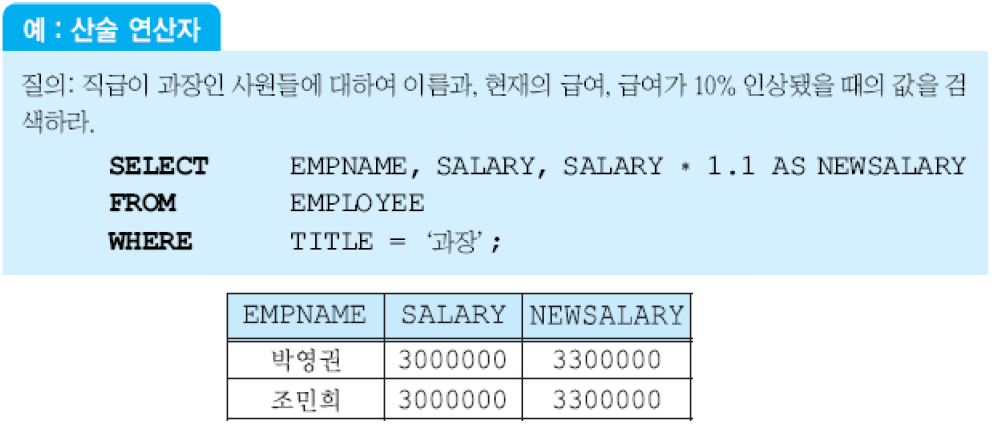 예 : 산술 연산자
질의: 직급이 과장인 사원들에 대하여 이름과, 현재의 급여, 급여가 10% 인상됐을 때의 값을 검
색하라.
SELECT EMPNAME, SALARY, SALARY * 1.1 AS NEWSALARY
FROM EMPLOYEE
WHERE TITLE = ‘과장’;
EMPNAME SALARY NEWSALARY
박영권 3000000 3300000
조민희 3000000 3300000